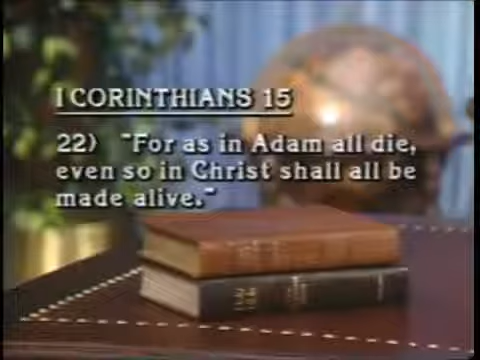 I CORINTHIANS 15
22) "For as in Adam all die,
even so in Christ shall all be
made alive."